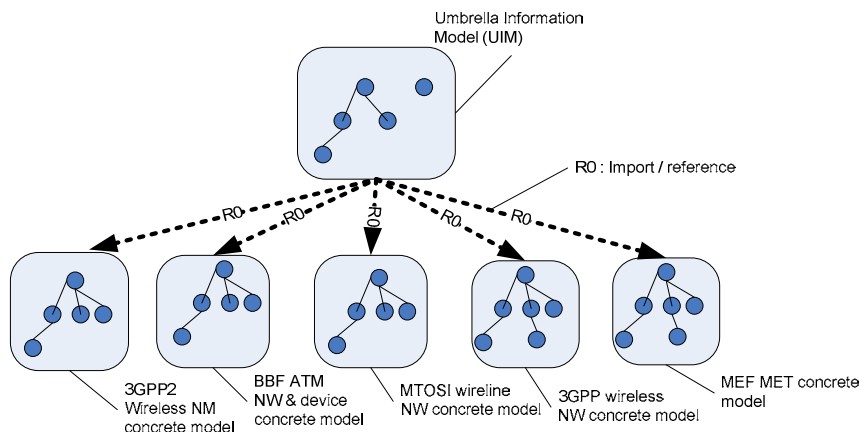 Umbrella Information
Model (UIM)
R0 : Import / reference
R0
R0
R0
R0
R0
3GPP2
Wireless NM
concrete model
BBF ATM
NW & device
concrete model
MTOSI wireline
NW concrete model
3GPP wireless
NW concrete model
MEF MET concrete
model